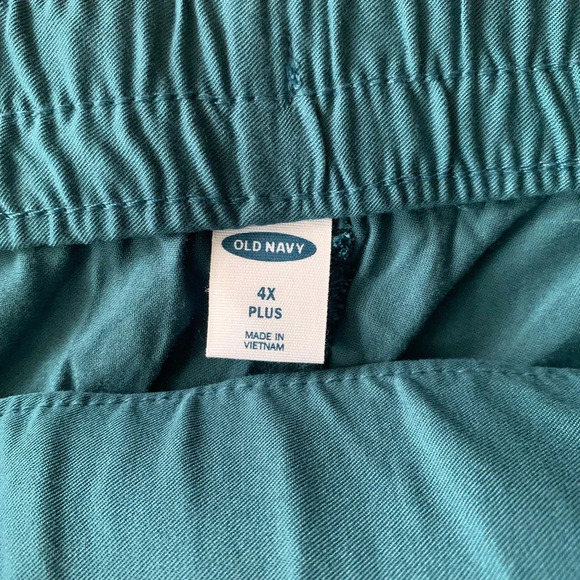 OLD NAVY
4X
PLUS
MADE IN
VIETNAM